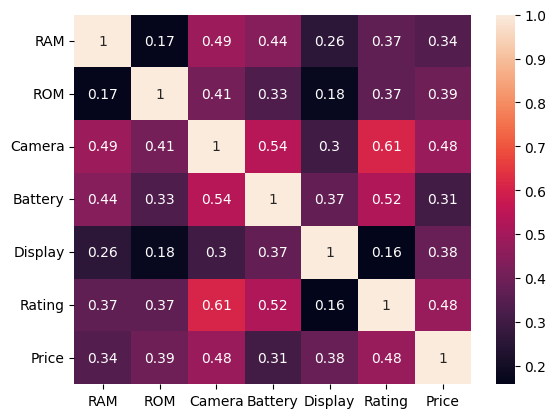 RAM 1 0.17 0.49 0.44 0.26 0.37 0.34
ROM 0.17 1 0.41 0.33 0.18 0.37 0.39
Camera 0.49 0.41 1 0.54 0.3 0.61 0.48
Battery 0.44 0.33 0.54 1 0.37 0.52 0.31
Display 0.26 0.18 0.3 0.37 1 0.16 0.38
Rating 0.37 0.37 0.61 0.52 0.16 1 0.48
Price 0.34 0.39 0.48 0.31 0.38 0.48 1
RAM ROM Camera Battery Display Rating Price
1.0
0.9
0.8
0.7
0.6
0.5
0.4
0.3
0.2